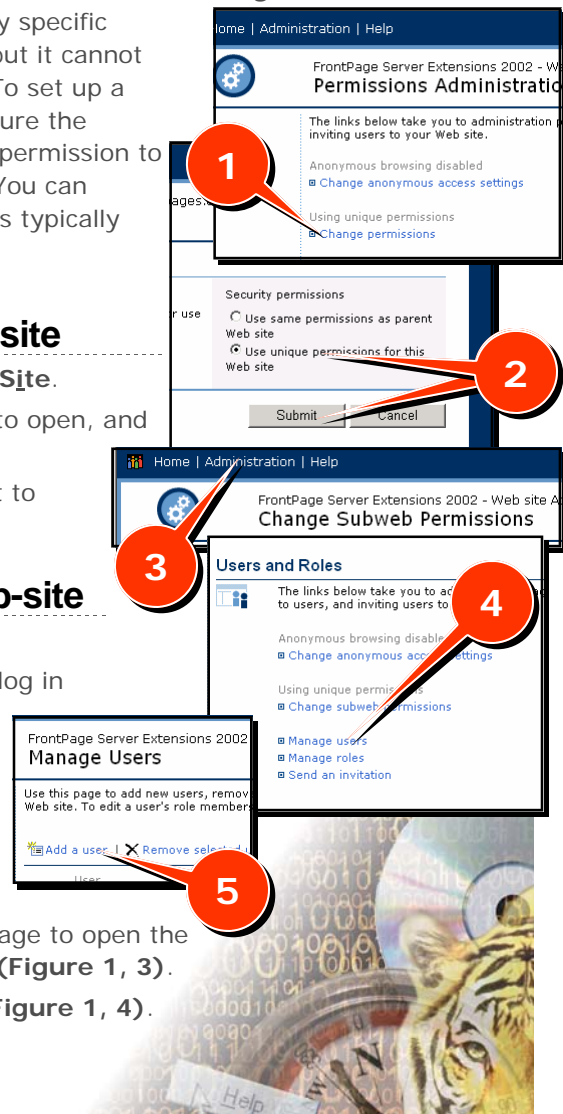 y specific
out it cannot
To set up a
ure the
permission to
You can
s typically
site
Site.
to open, and
t to
b-site
log in
age to open the
(Figure 1, 3).
Figure 1, 4).
Home | Administration | Help
FrontPage Server Extensions 2002 - W
Permissions Administratio
The links below take you to administration
inviting users to your Web site.
Anonymous browsing disabled
Change anonymous access settings
Using unique permissions
Change permissions
1
ages.
r use
Security permissions
Use same permissions as parent
Web site
Use unique permissions for this
Web site
Submit Cancel
2
Home | Administration | Help
FrontPage Server Extensions 2002 - Web site A
Change Subweb Permissions
3
Users and Roles
The links below take you to ad
to users, and inviting users to
Anonymous browsing disable
Change anonymous access settings
Using unique permissions
Change subweb permissions
Manage users
Manage roles
Send an invitation
4
FrontPage Server Extensions 2002
Manage Users
Use this page to add new users, remov
Web site. To edit a user's role member
Add a user | Remove selected u
User
5
Help
N